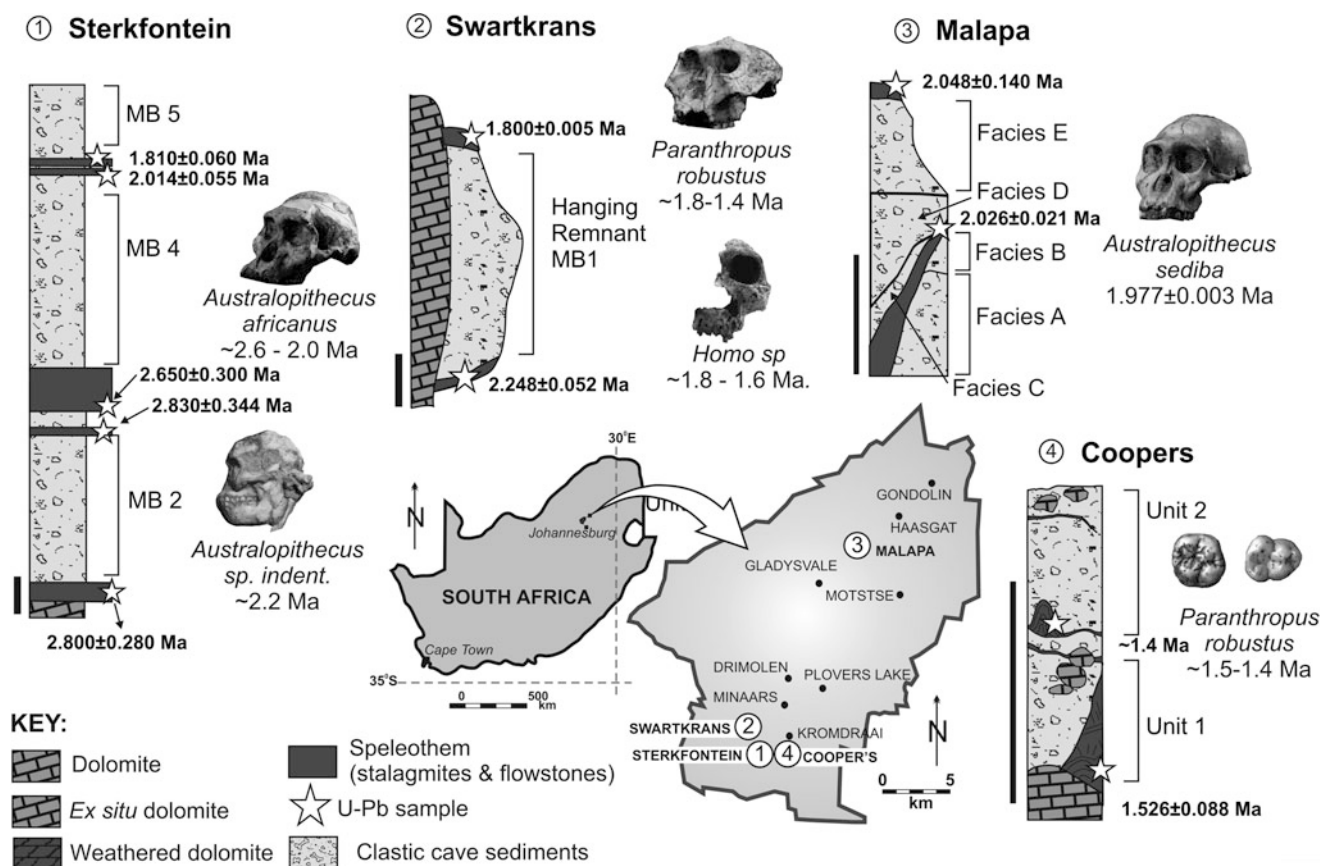 ① Sterkfontein
MB 5
1.810±0.060 Ma
2.014±0.055 Ma
MB 4
Australopithecus
africanus
~2.6 - 2.0 Ma
2.650±0.300 Ma
2.830±0.344 Ma
MB 2
Australopithecus
sp. indent.
~2.2 Ma
2.800±0.280 Ma
② Swartkrans
1.800±0.005 Ma
Paranthropus
robustus
~1.8-1.4 Ma
Hanging
Remnant
MB1
Homo sp
~1.8 - 1.6 Ma.
2.248±0.052 Ma
③ Malapa
2.048±0.140 Ma
Facies E
Facies D
2.026±0.021 Ma
Facies B
Facies A
Facies C
Australopithecus
sediba
1.977±0.003 Ma
30°E
N
Johannesburg
SOUTH AFRICA
Cape Town
35°S
0 500
km
GONDOLIN
HAASGAT
③ MALAPA
GLADYSVALE
MOTSTSE
DRIMOLEN
PLOVERS LAKE
MINAARS
SWARTKRANS ②
KROMDRAAI
STERKFONTEIN ① ④ COOPER'S
N
0 5
km
④ Coopers
Unit 2
~1.4 Ma
Paranthropus
robustus
~1.5-1.4 Ma
Unit 1
1.526±0.088 Ma
KEY:
Dolomite
Ex situ dolomite
Weathered dolomite
Speleothem
(stalagmites & flowstones)
U-Pb sample
Clastic cave sediments